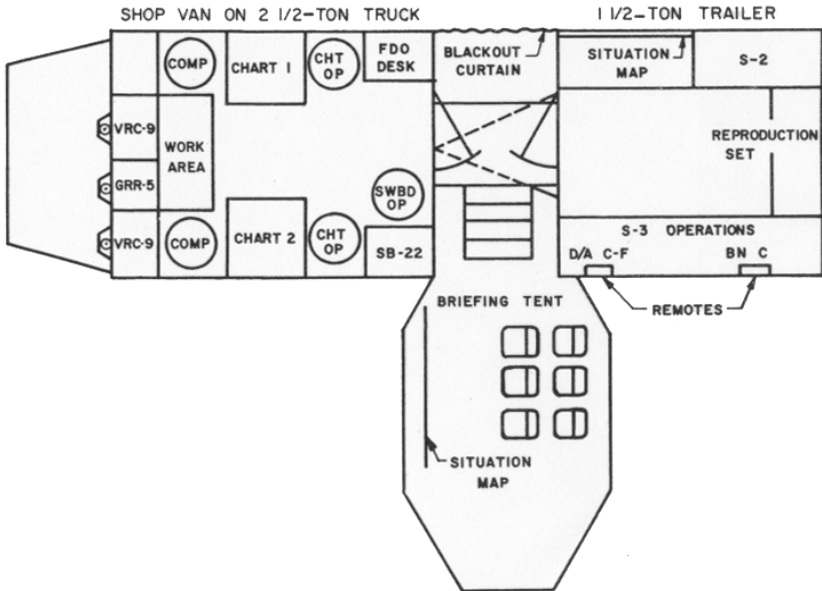 SHOP VAN ON 2 1/2-TON TRUCK
1 1/2-TON TRAILER
COMP
CHART 1
CHT
OP
FDO
DESK
BLACKOUT
CURTAIN
SITUATION
MAP
S-2
VRC-9
WORK
AREA
REPRODUCTION
SET
GRR-5
SWBD
OP
VRC-9
COMP
CHART 2
CHT
OP
SB-22
S-3 OPERATIONS
D/A C-F
BN C
BRIEFING TENT
REMOTES
SITUATION
MAP